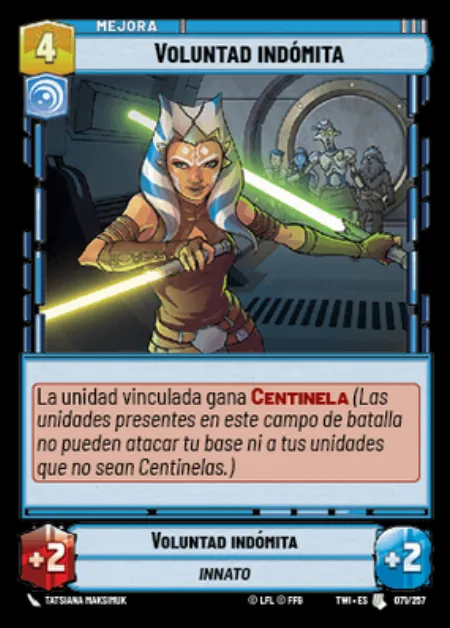 MEJORA
4
VOLUNTAD INDÓMITA
La unidad vinculada gana CENTINELA (Las
unidades presentes en este campo de batalla
no pueden atacar tu base ni a tus unidades
que no sean Centinelas.)
+2
VOLUNTAD INDÓMITA
+2
INNATO
TATSIANA MAKSIMUK
© LFL © FFG
TWI • ES
071/257